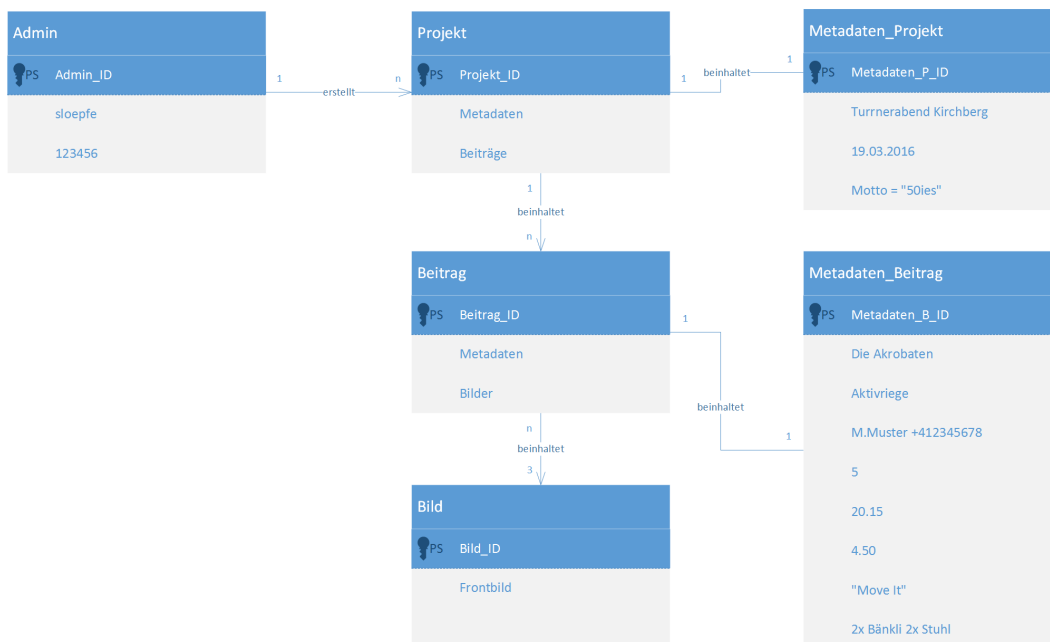 Admin
PS Admin_ID
sloepfe
123456
1
n
erstellt
Projekt
PS Projekt_ID
Metadaten
Beiträge
1
1
beinhaltet
Metadaten_Projekt
PS Metadaten_P_ID
Turrnerabend Kirchberg
19.03.2016
Motto = "50ies"
1
beinhaltet
n
Beitrag
PS Beitrag_ID
Metadaten
Bilder
1
beinhaltet
1
Metadaten_Beitrag
PS Metadaten_B_ID
Die Akrobaten
Aktivriege
M.Muster +412345678
5
20.15
4.50
"Move It"
2x Bänkli 2x Stuhl
n
beinhaltet
3
Bild
PS Bild_ID
Frontbild